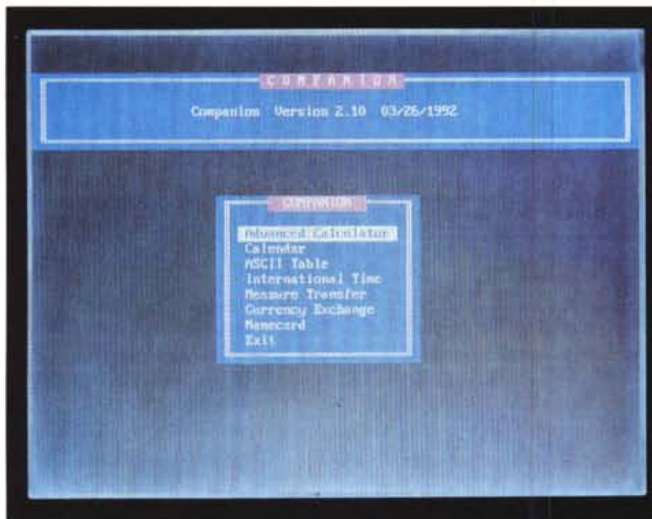 COMPANION
Companion Version 2.10 03/26/1992
COMPANION
Advanced Calculator
Calendar
ASCII Table
International Time
Measure Transfer
Currency Exchange
Namecard
Exit